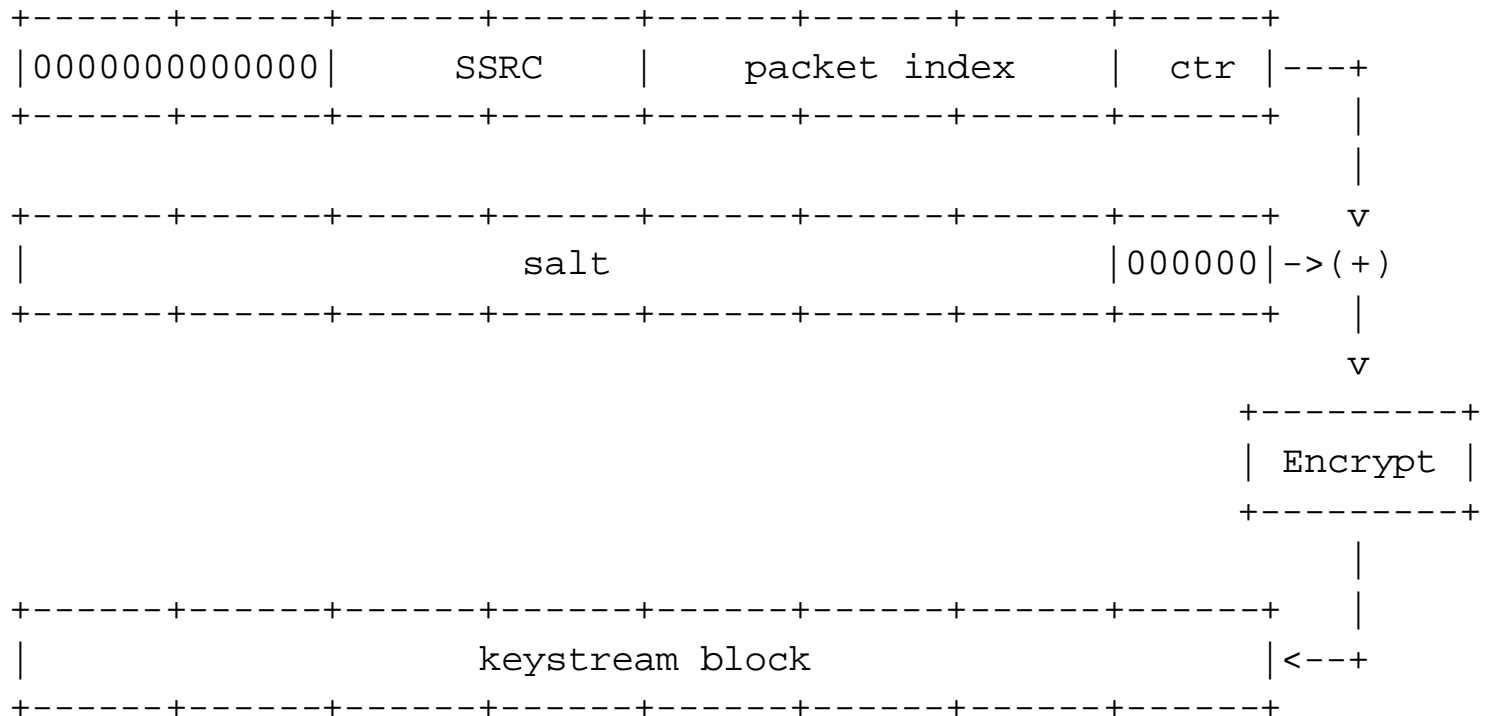 +------+------+------+------+------+------+------+------+
|0000000000000| SSRC | packet index | ctr |---+
+------+------+------+------+------+------+------+------+ |
|
+------+------+------+------+------+------+------+------+ v
| salt |000000|->(+)
+------+------+------+------+------+------+------+------+ |
v
+---------+
| Encrypt |
+---------+
|
+------+------+------+------+------+------+------+------+ |
| keystream block |<--+
+------+------+------+------+------+------+------+------+